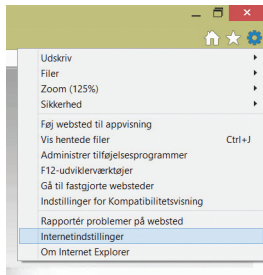 Udskriv
Filer
Zoom (125%)
Sikkerhed
Føj websted til appvisning
Vis hentede filer Ctrl+J
Administrer tilføjelsesprogrammer
F12-udviklerværktøjer
Gå til fastgjorte websteder
Indstillinger for Kompatibilitetsvisning
Rapportér problemer på websted
Internetindstillinger
Om Internet Explorer